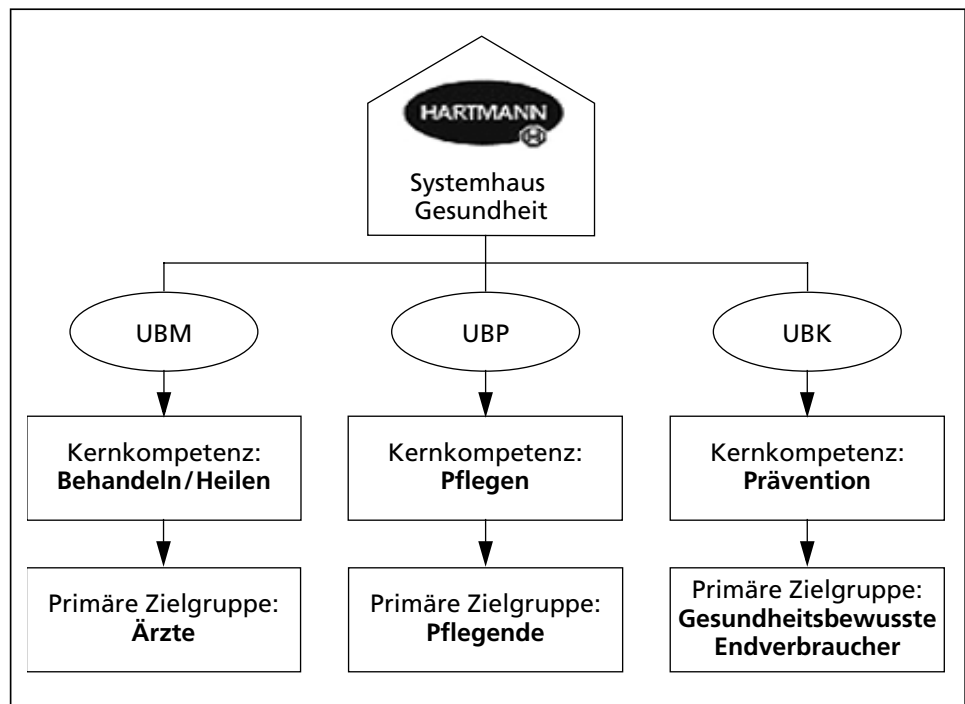 HARTMANN
Systemhaus
Gesundheit
UBM
UBP
UBK
Kernkompetenz:
Behandeln/Heilen
Kernkompetenz:
Pflegen
Kernkompetenz:
Prävention
Primäre Zielgruppe:
Ärzte
Primäre Zielgruppe:
Pflegende
Primäre Zielgruppe:
Gesundheitsbewusste
Endverbraucher